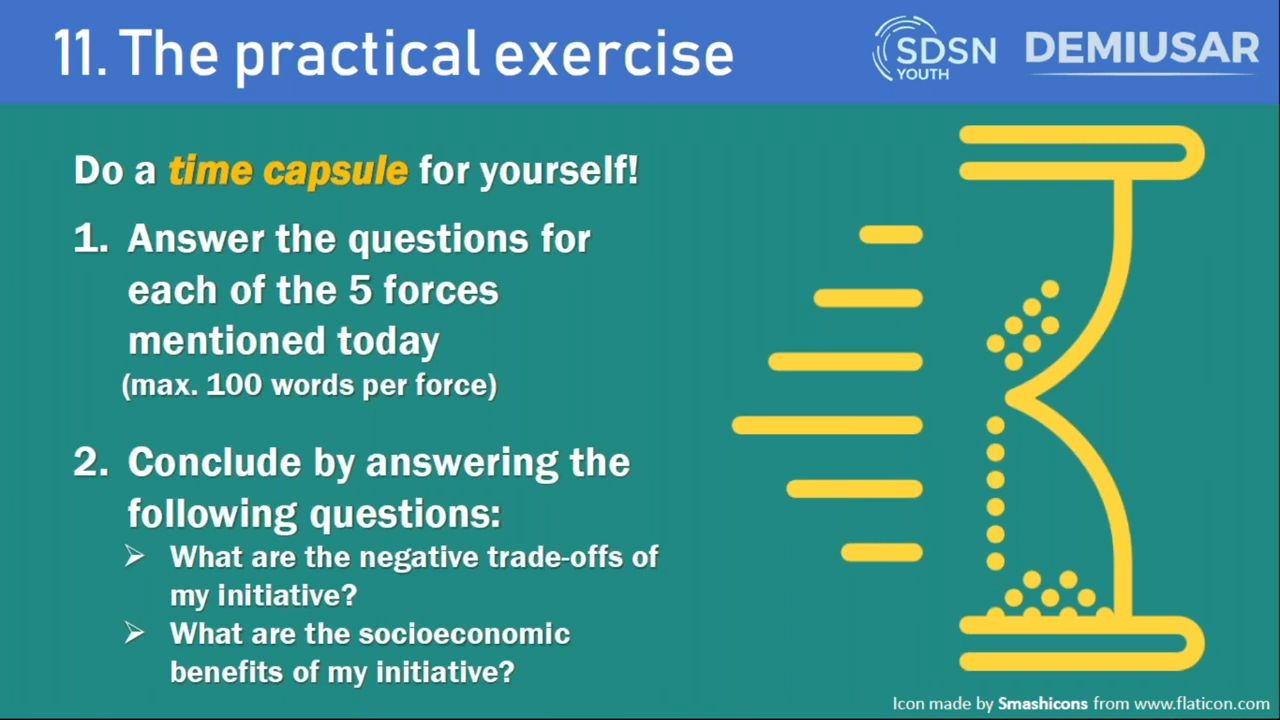 11. The practical exercise
SDSN
YOUTH
DEMIUSAR
Do a time capsule for yourself!
1. Answer the questions for
each of the 5 forces
mentioned today
(max. 100 words per force)
2. Conclude by answering the
following questions:
➢ What are the negative trade-offs of
my initiative?
➢ What are the socioeconomic
benefits of my initiative?
Icon made by Smashicons from www.flaticon.com